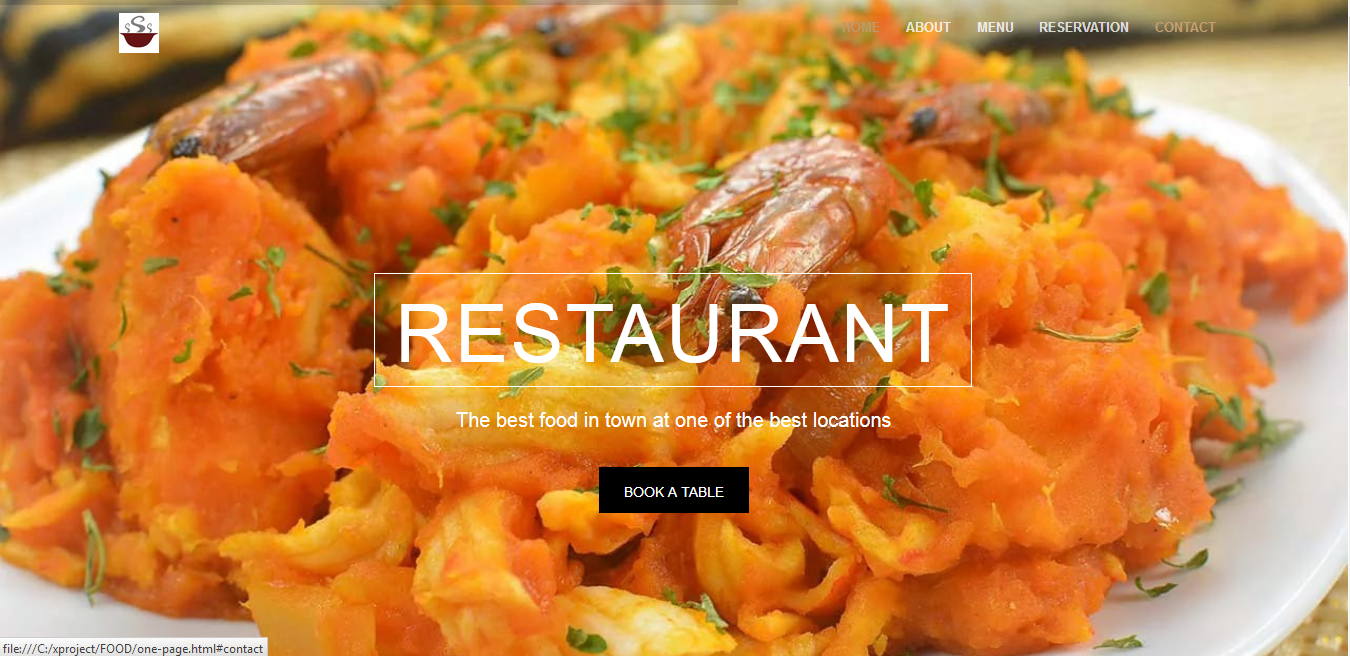 HOME ABOUT MENU RESERVATION CONTACT
RESTAURANT
The best food in town at one of the best locations
BOOK A TABLE
file:///C:/xproject/FOOD/one-page.html#contact